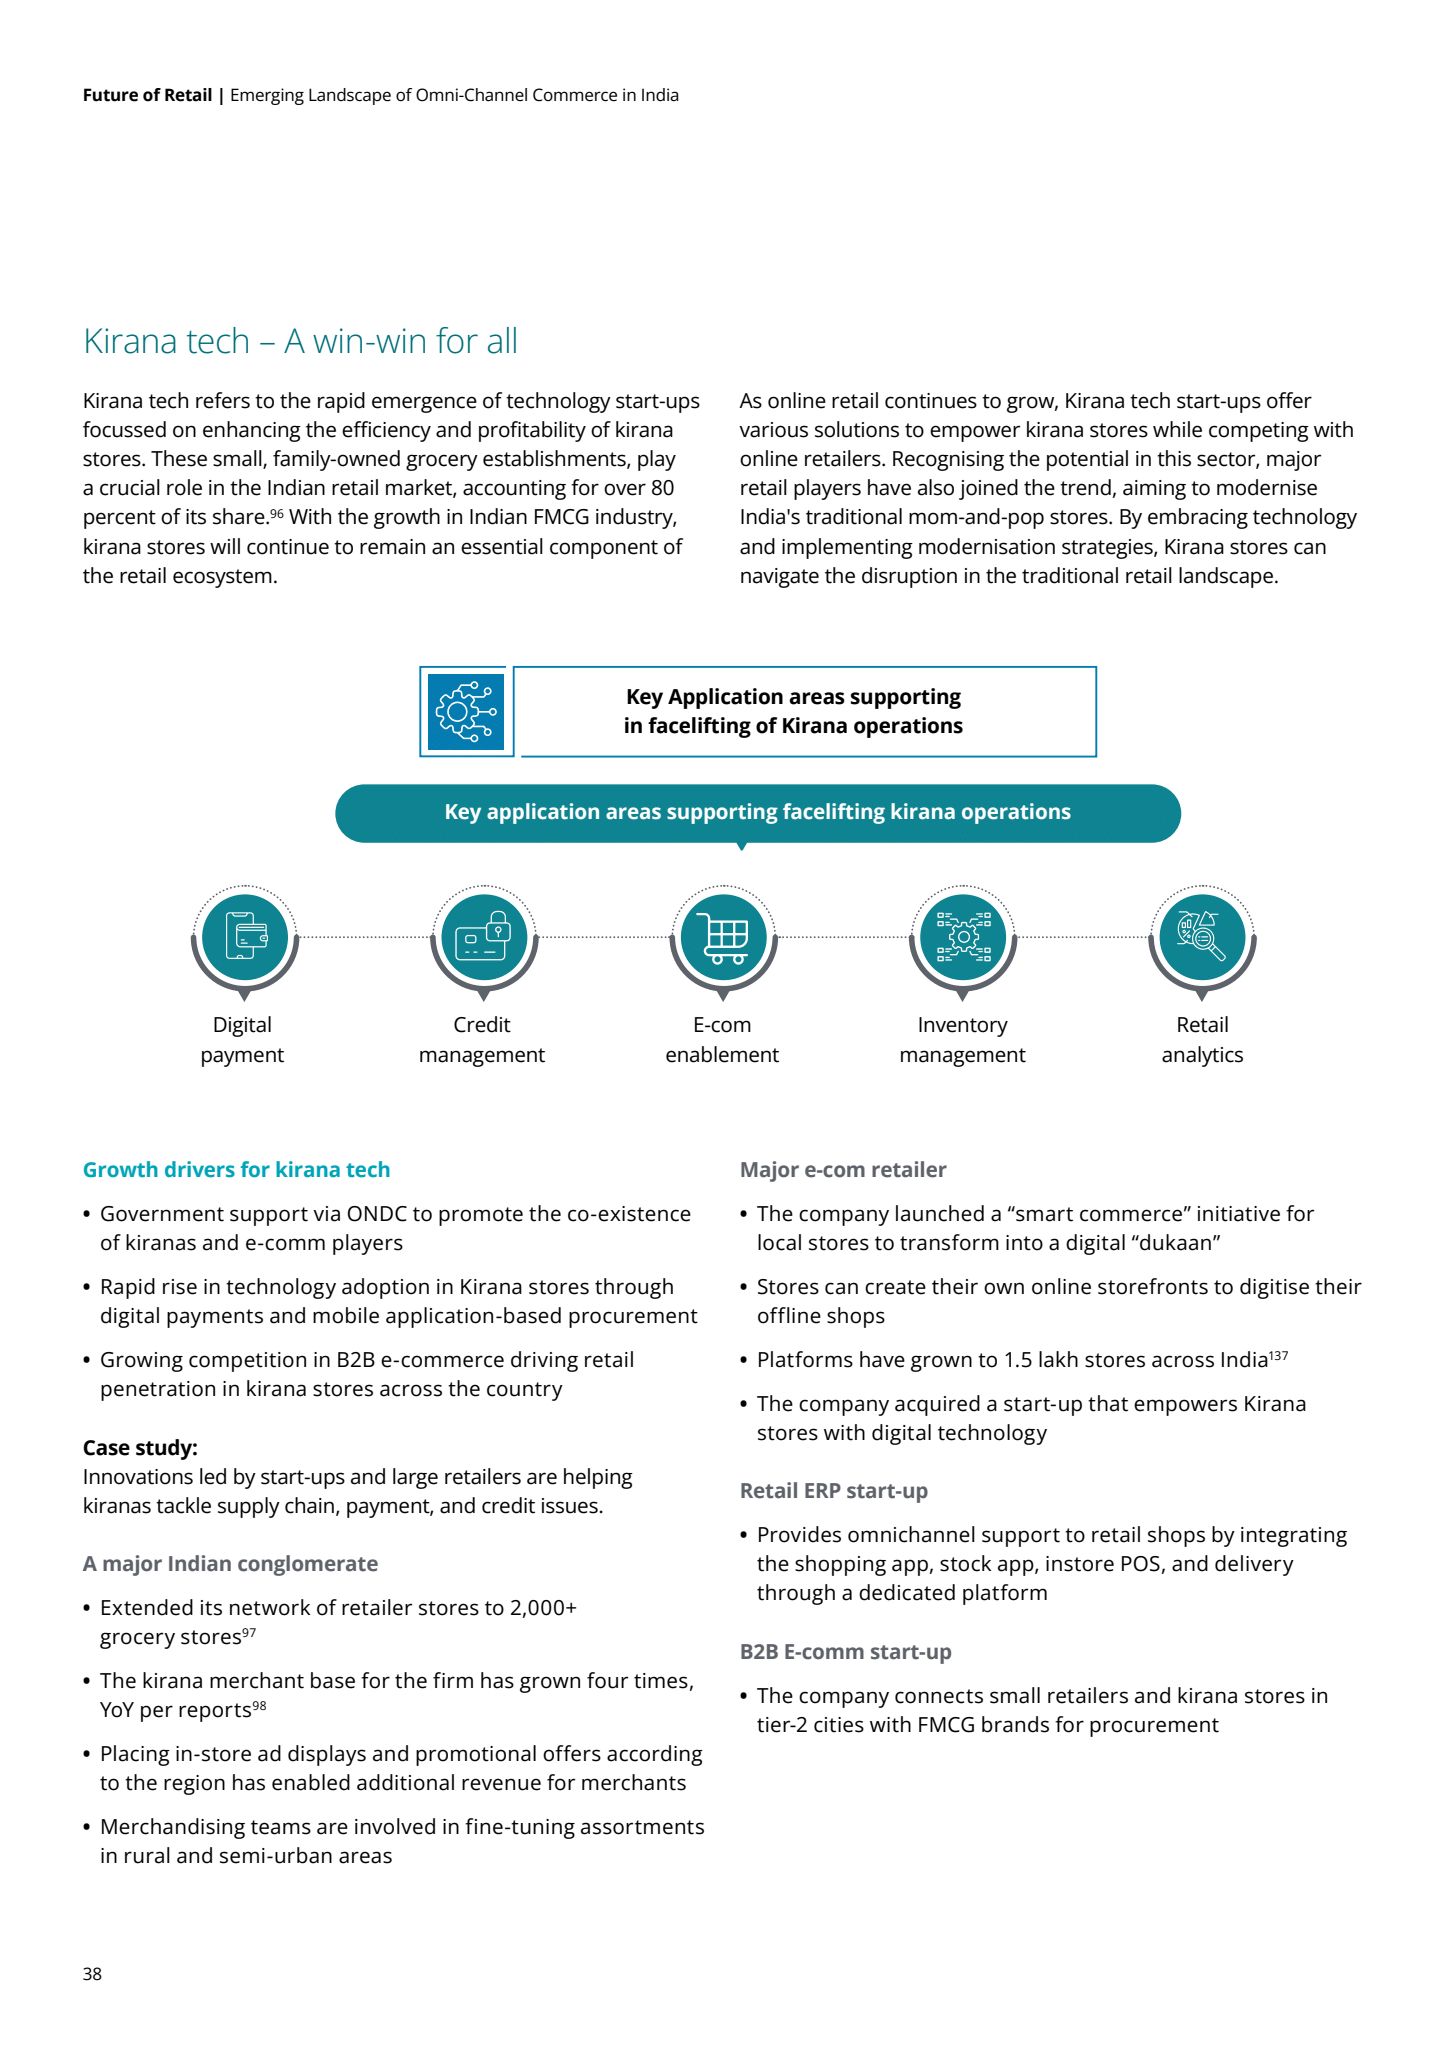 Future of Retail | Emerging Landscape of Omni-Channel Commerce in India
Kirana tech – A win-win for all
Kirana tech refers to the rapid emergence of technology start-ups
focussed on enhancing the efficiency and profitability of kirana
stores. These small, family-owned grocery establishments, play
a crucial role in the Indian retail market, accounting for over 80
percent of its share.96 With the growth in Indian FMCG industry,
kirana stores will continue to remain an essential component of
the retail ecosystem.
As online retail continues to grow, Kirana tech start-ups offer
various solutions to empower kirana stores while competing with
online retailers. Recognising the potential in this sector, major
retail players have also joined the trend, aiming to modernise
India's traditional mom-and-pop stores. By embracing technology
and implementing modernisation strategies, Kirana stores can
navigate the disruption in the traditional retail landscape.
Key Application areas supporting
in facelifting of Kirana operations
Key application areas supporting facelifting kirana operations
Digital
payment
Credit
management
E-com
enablement
Inventory
management
Retail
analytics
Growth drivers for kirana tech
• Government support via ONDC to promote the co-existence
of kiranas and e-comm players
• Rapid rise in technology adoption in Kirana stores through
digital payments and mobile application-based procurement
• Growing competition in B2B e-commerce driving retail
penetration in kirana stores across the country
Case study:
Innovations led by start-ups and large retailers are helping
kiranas tackle supply chain, payment, and credit issues.
A major Indian conglomerate
• Extended its network of retailer stores to 2,000+
grocery stores97
• The kirana merchant base for the firm has grown four times,
YoY per reports98
• Placing in-store ad displays and promotional offers according
to the region has enabled additional revenue for merchants
• Merchandising teams are involved in fine-tuning assortments
in rural and semi-urban areas
Major e-com retailer
• The company launched a “smart commerce” initiative for
local stores to transform into a digital “dukaan”
• Stores can create their own online storefronts to digitise their
offline shops
• Platforms have grown to 1.5 lakh stores across India137
• The company acquired a start-up that empowers Kirana
stores with digital technology
Retail ERP start-up
• Provides omnichannel support to retail shops by integrating
the shopping app, stock app, instore POS, and delivery
through a dedicated platform
B2B E-comm start-up
• The company connects small retailers and kirana stores in
tier-2 cities with FMCG brands for procurement
38